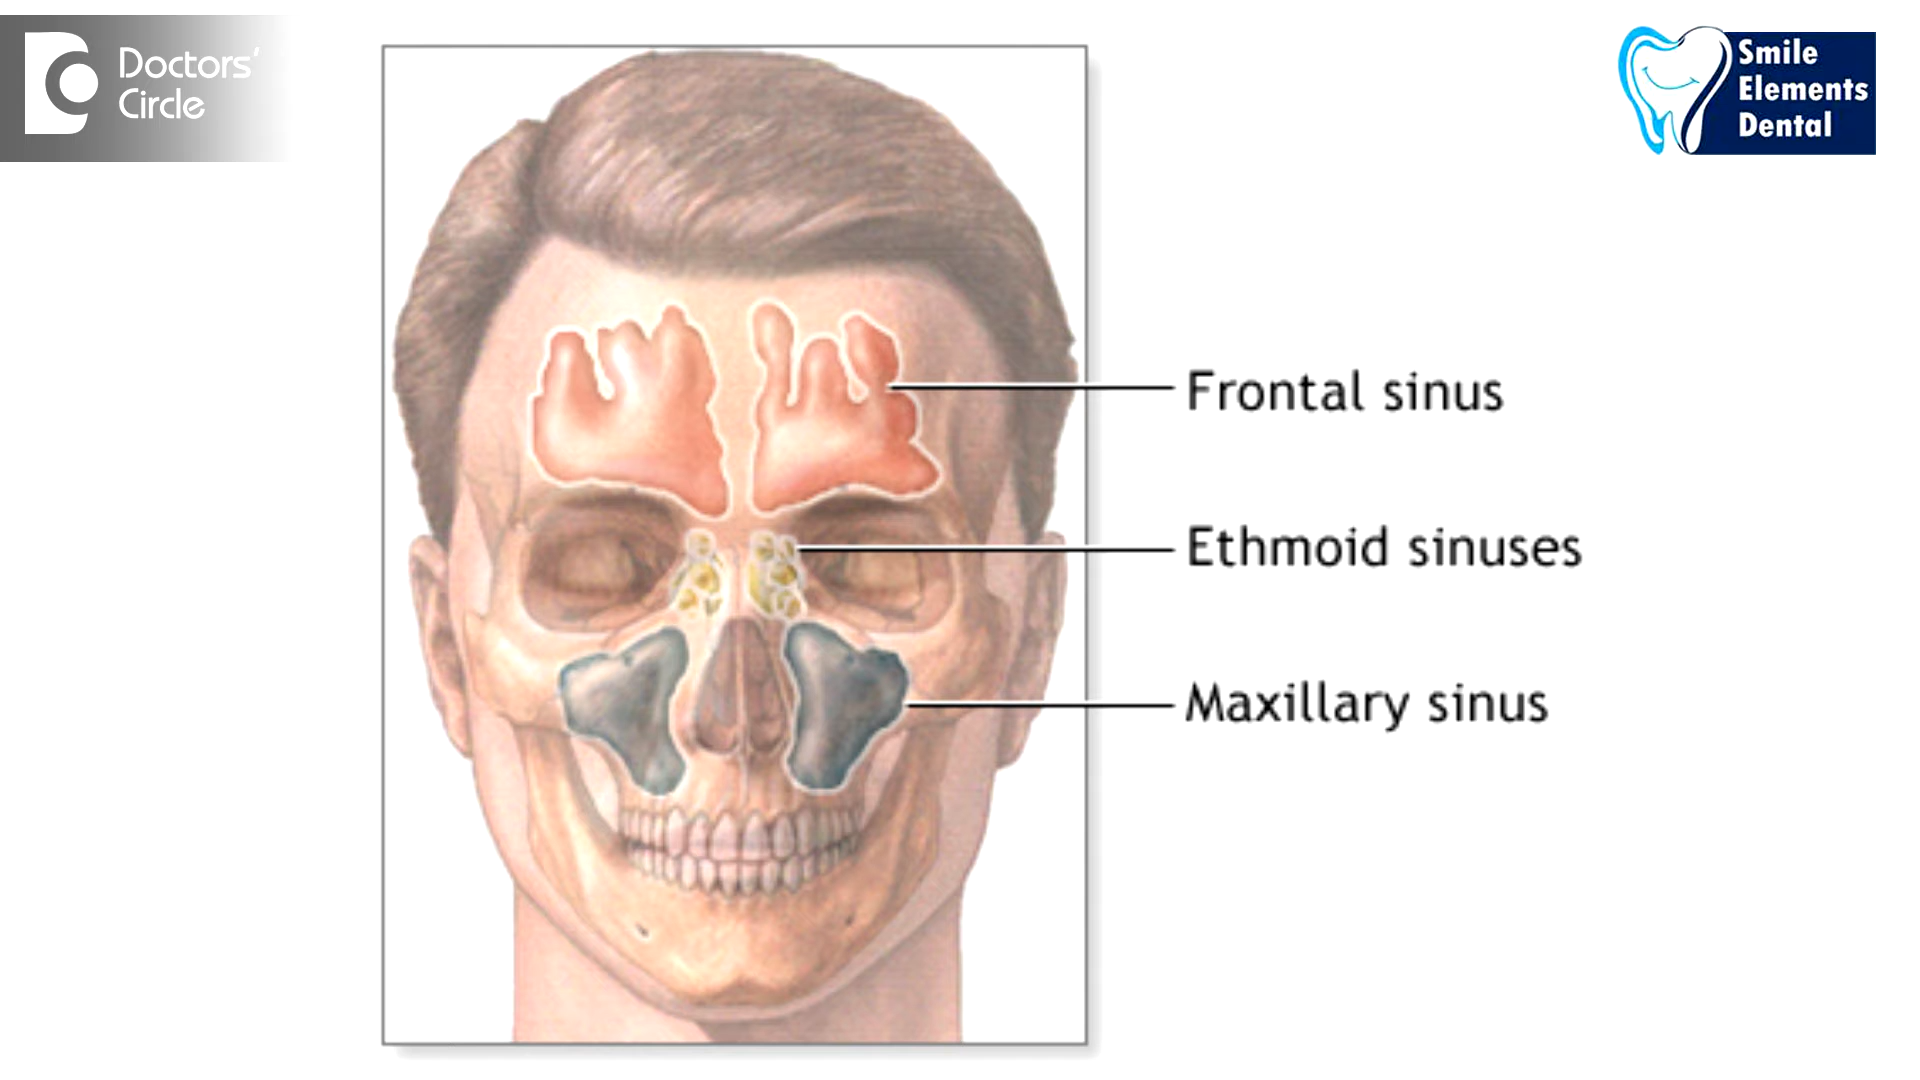 Doctors'
Circle
Smile
Elements
Dental
Frontal sinus
Ethmoid sinuses
Maxillary sinus